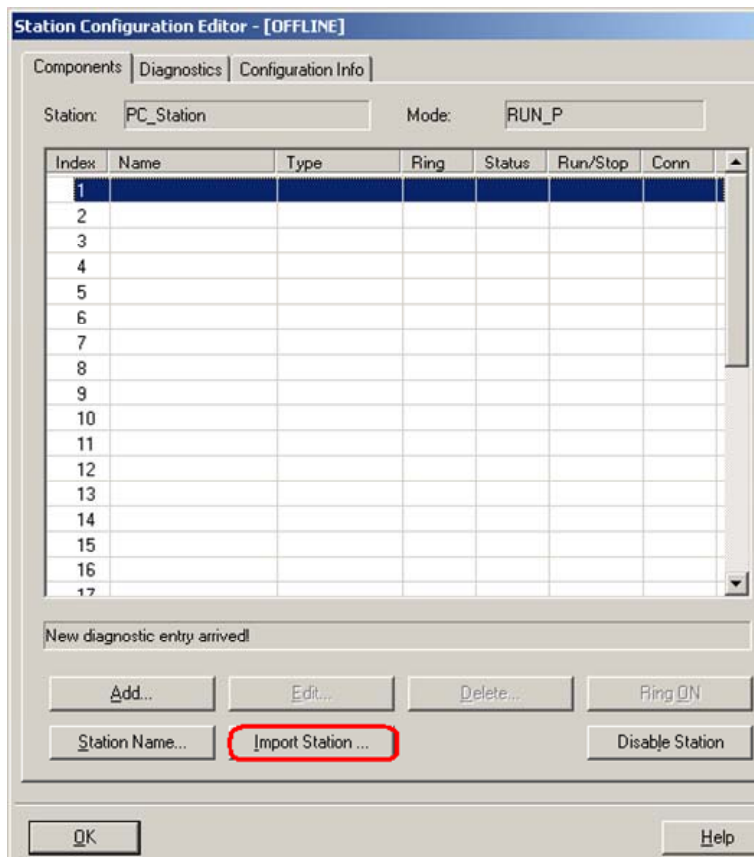 Station Configuration Editor - [OFFLINE]
Components Diagnostics Configuration Info
Station: PC_Station Mode: RUN_P
Index Name Type Ring Status Run/Stop Conn
1
2
3
4
5
6
7
8
9
10
11
12
13
14
15
16
17
New diagnostic entry arrived!
Add... Edit... Delete... Ring ON
Station Name... Import Station ... Disable Station
OK Help